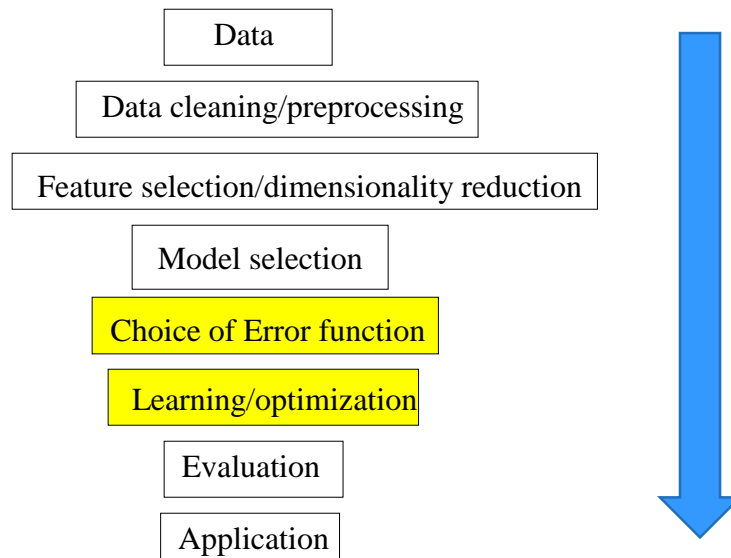 Data
Data cleaning/preprocessing
Feature selection/dimensionality reduction
Model selection
Choice of Error function
Learning/optimization
Evaluation
Application